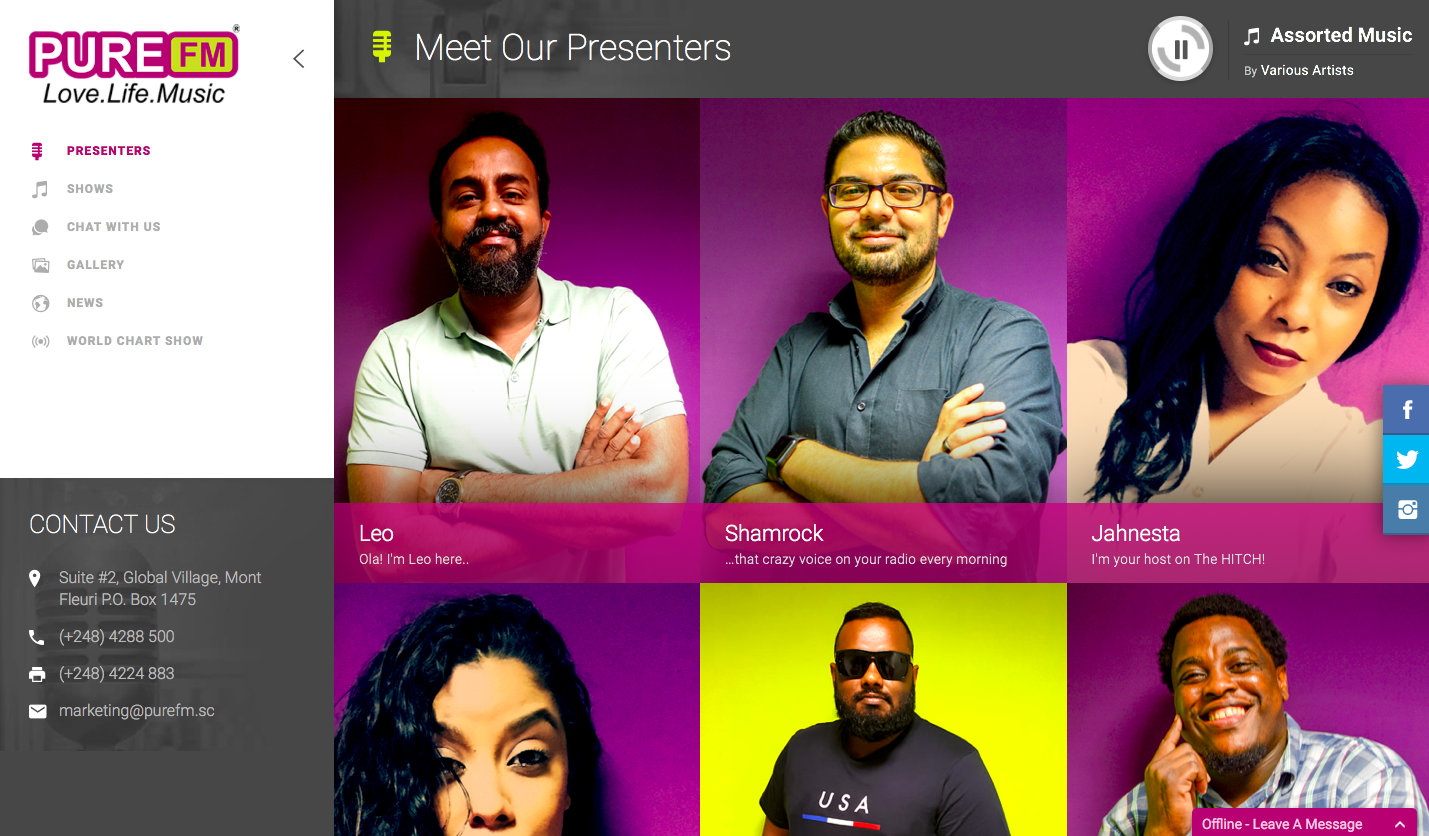 PURE FM ®
Love.Life.Music
PRESENTERS
SHOWS
CHAT WITH US
GALLERY
NEWS
WORLD CHART SHOW
CONTACT US
Suite #2, Global Village, Mont
Fleuri P.O. Box 1475
(+248) 4288 500
(+248) 4224 883
marketing@purefm.sc
Meet Our Presenters
Assorted Music
By Various Artists
Leo
Ola! I'm Leo here..
Shamrock
...that crazy voice on your radio every morning
Jahnesta
I'm your host on The HITCH!
f
USA
Offline - Leave A Message